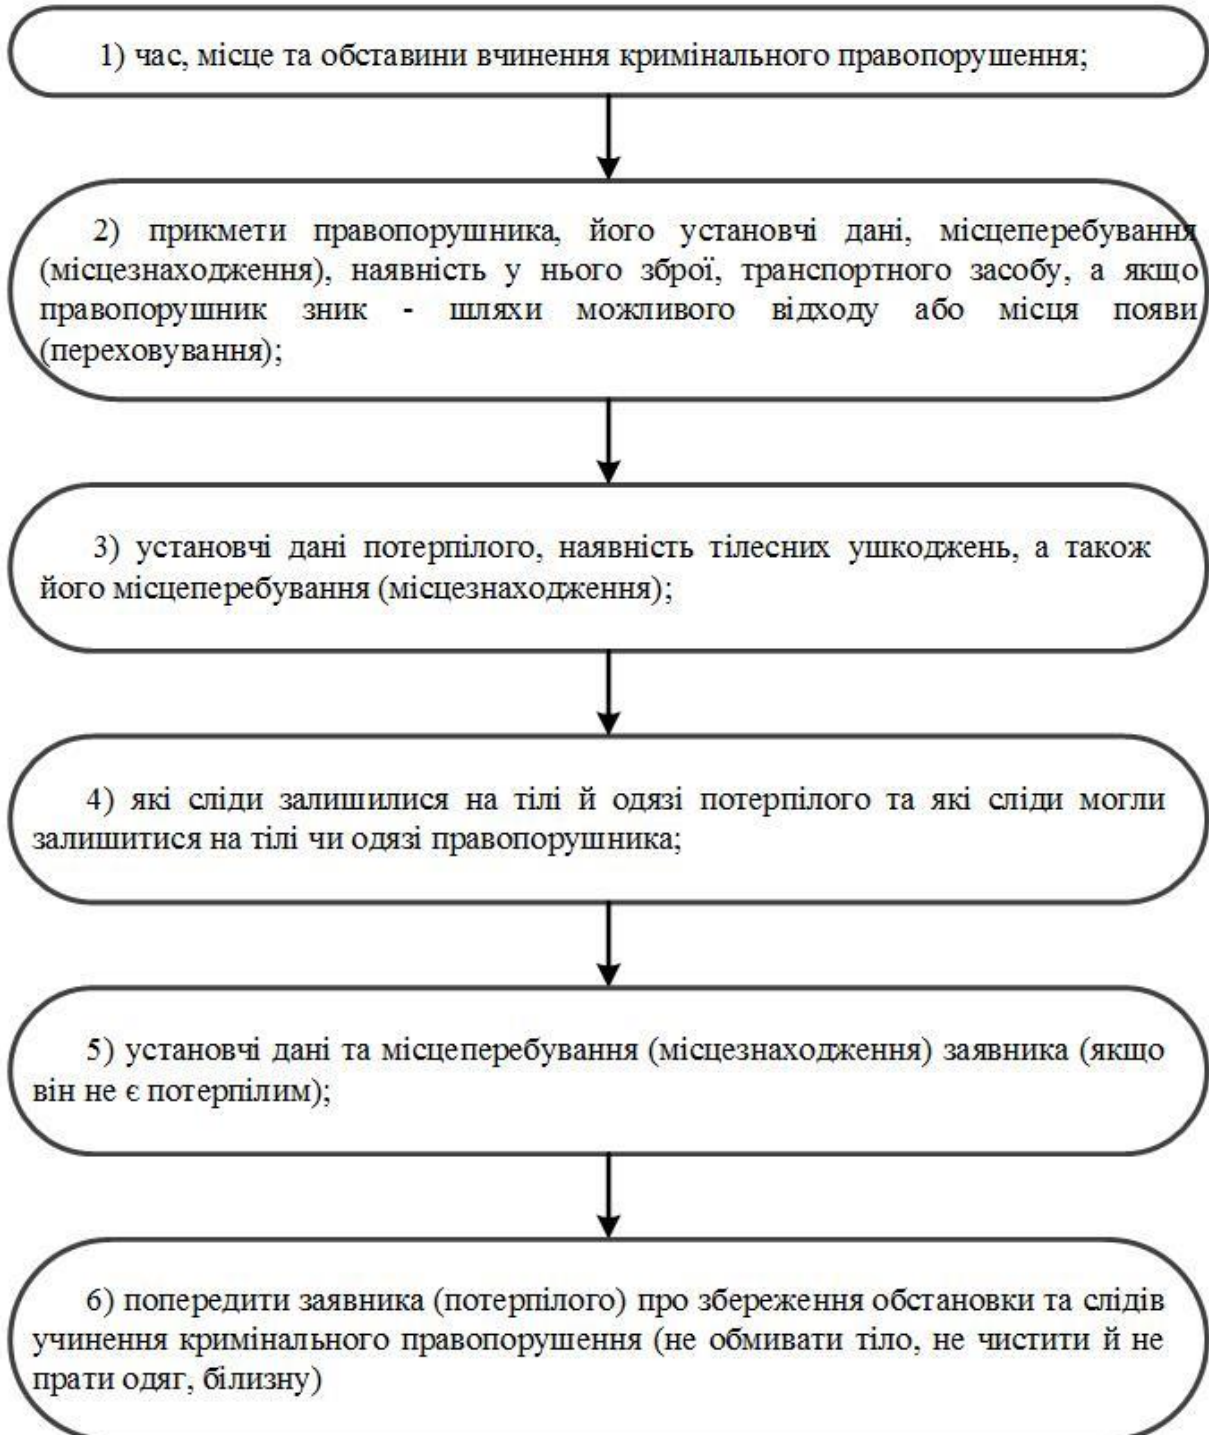 1) час, місце та обставини вчинення кримінального правопорушення;
2) прикмети правопорушника, його установчі дані, місцеперебування
(місцезнаходження), наявність у нього зброї, транспортного засобу, а якщо
правопорушник зник - шляхи можливого відходу або місця появи
(переховування);
3) установчі дані потерпілого, наявність тілесних ушкоджень, а також
його місцеперебування (місцезнаходження);
4) які сліди залишилися на тілі й одязі потерпілого та які сліди могли
залишитися на тілі чи одязі правопорушника;
5) установчі дані та місцеперебування (місцезнаходження) заявника (якщо
він не є потерпілим);
6) попередити заявника (потерпілого) про збереження обстановки та слідів
учинення кримінального правопорушення (не обмивати тіло, не чистити й не
прати одяг, білизну)